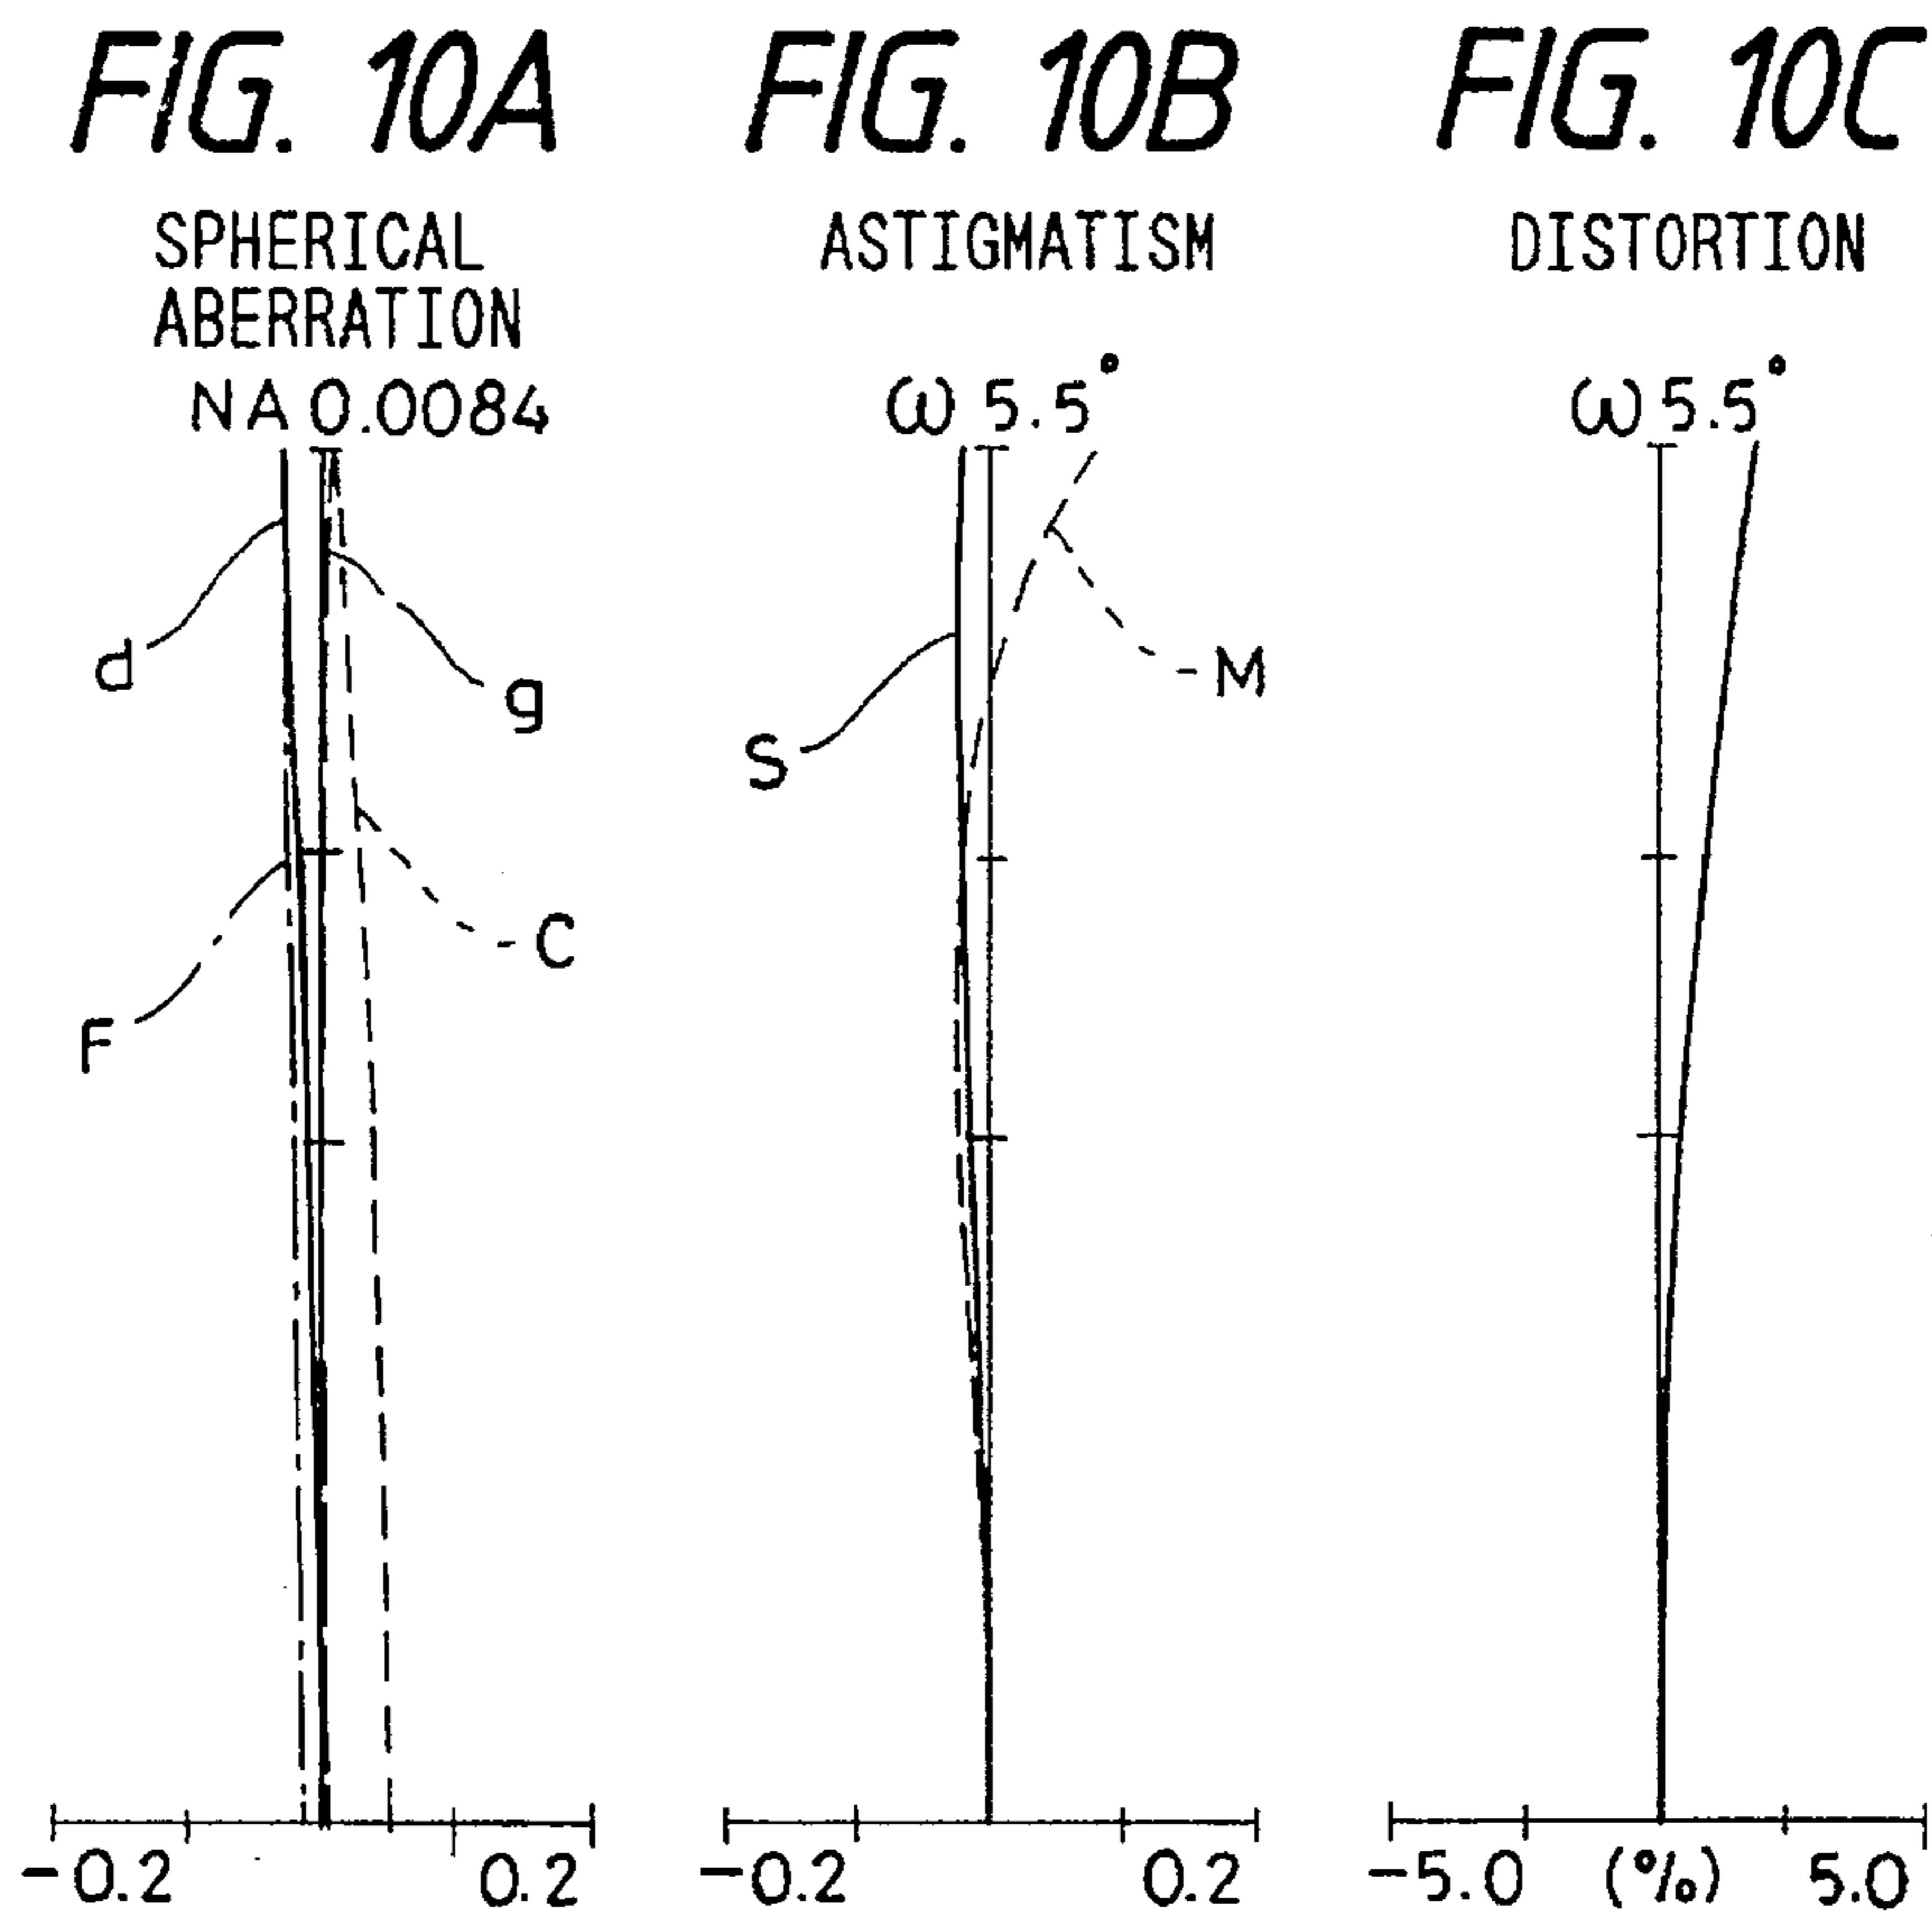 FIG. 10A
SPHERICAL
ABERRATION
NA 0.0084
d
g
F
C
-0.2
0.2
FIG. 10B
ASTIGMATISM
ω 5.5°
S
M
-0.2
0.2
FIG. 10C
DISTORTION
ω 5.5°
-5.0
(%)
5.0